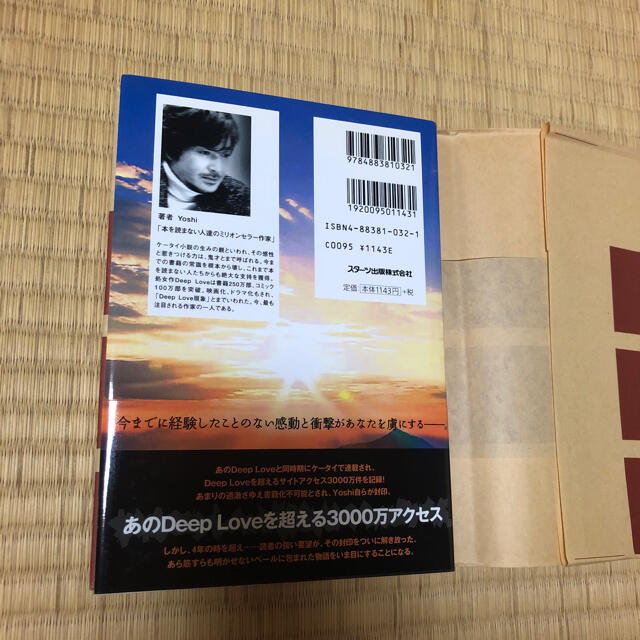 著者 Yoshi
「本を読まない人達のミリオンセラー作家」
ケータイ小説の生みの親といわれ、その感性
と惹きつける力は、鬼才とまで呼ばれる。今ま
での書籍の常識を根本から壊し、これまで本
を読まない人たちからも絶大な支持を獲得。
処女作Deep Loveは書籍250万部、コミック
100万部を突破。映画化、ドラマ化もされ、
「Deep Love現象」とまでいわれた。今、最も
注目される作家の一人である。
9784883810321
1920095011431
ISBN4-88381-032-1
C0095 ¥1143E
スターツ出版株式会社
定価 本体1143円 +税
今までに経験したことのない感動と衝撃があなたを虜にする――。
あのDeep Loveと同時期にケータイで連載され、
Deep Loveを超えるサイトアクセス3000万件を記録!
あまりの過激さゆえ書籍化不可能とされ、Yoshi自らが封印。
あのDeep Loveを超える3000万アクセス
しかし、4年の時を超え――読者の強い要望が、その封印をついに解き放った。
あら筋すらも明かせないベールに包まれた物語をいま目にすることになる。